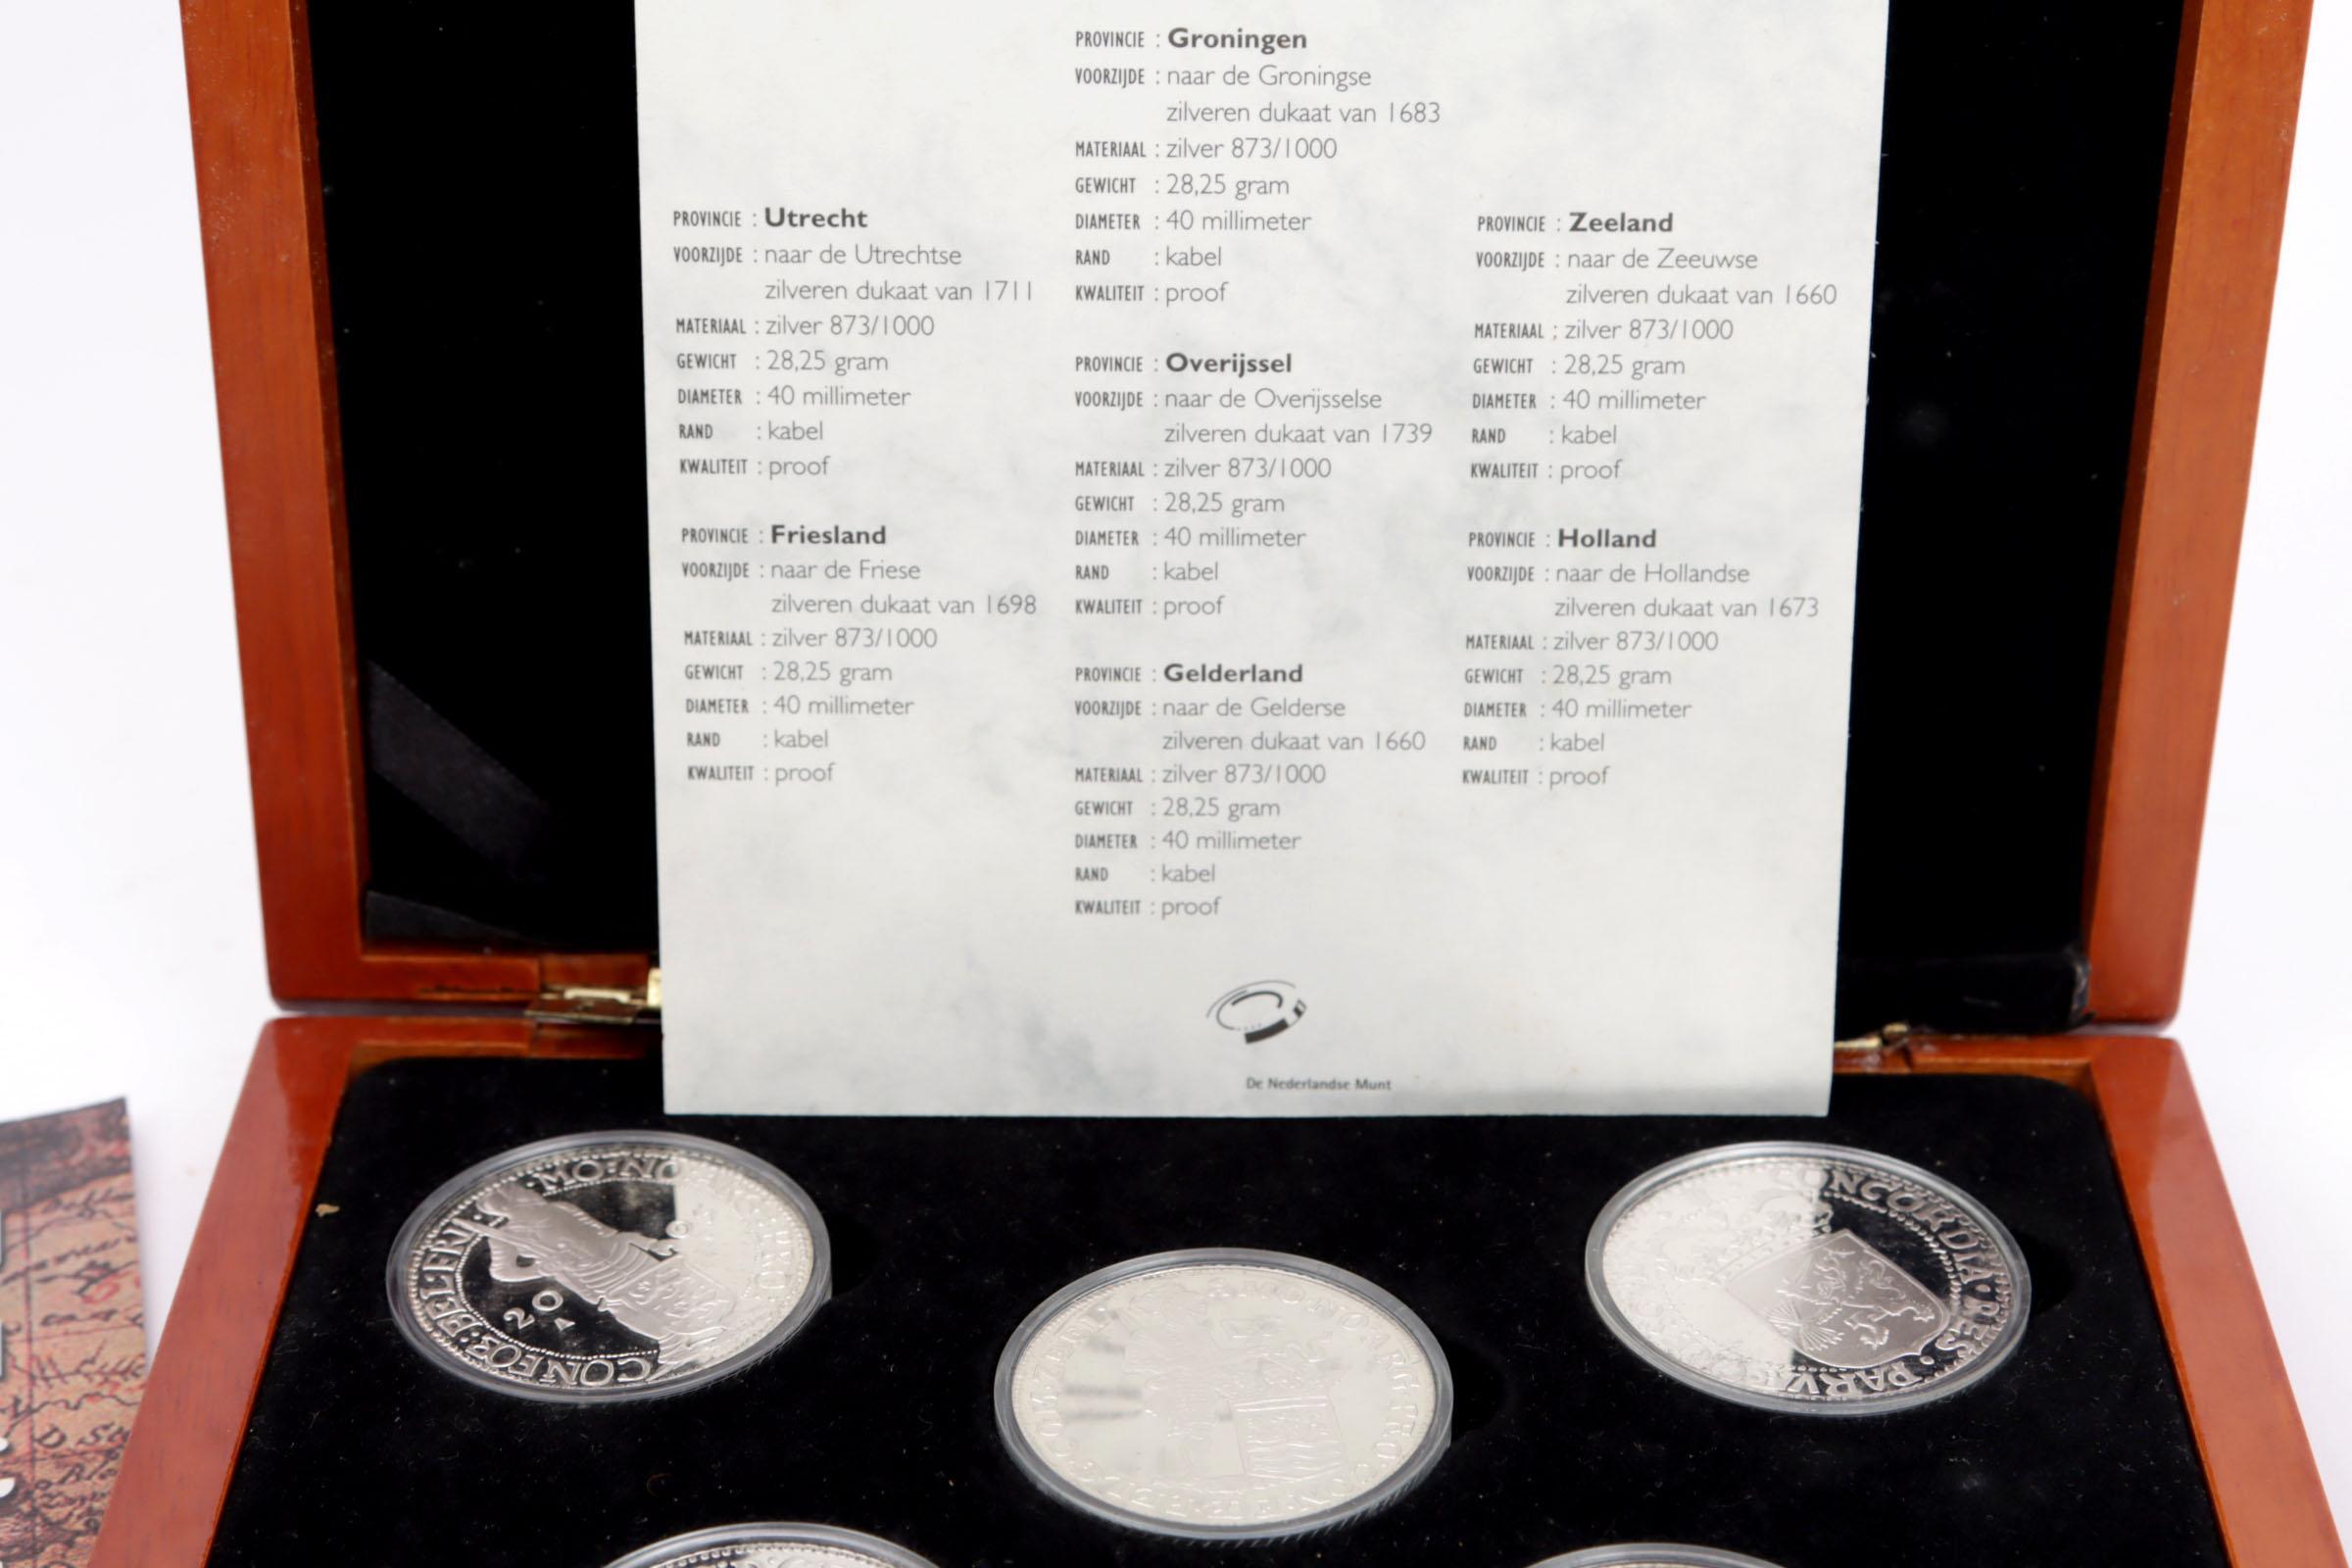 PROVINCIE : Utrecht
VOORZIJDE : naar de Utrechtse
zilveren dukaat van 1711
MATERIAAL : zilver 873/1000
GEWICHT : 28,25 gram
DIAMETER : 40 millimeter
RAND : kabel
KWALITEIT : proof
PROVINCIE : Friesland
VOORZIJDE : naar de Friese
zilveren dukaat van 1698
MATERIAAL : zilver 873/1000
GEWICHT : 28,25 gram
DIAMETER : 40 millimeter
RAND : kabel
KWALITEIT : proof
PROVINCIE : Groningen
VOORZIJDE : naar de Groningse
zilveren dukaat van 1683
MATERIAAL : zilver 873/1000
GEWICHT : 28,25 gram
DIAMETER : 40 millimeter
RAND : kabel
KWALITEIT : proof
PROVINCIE : Overijssel
VOORZIJDE : naar de Overijsselse
zilveren dukaat van 1739
MATERIAAL : zilver 873/1000
GEWICHT : 28,25 gram
DIAMETER : 40 millimeter
RAND : kabel
KWALITEIT : proof
PROVINCIE : Gelderland
VOORZIJDE : naar de Gelderse
zilveren dukaat van 1660
MATERIAAL : zilver 873/1000
GEWICHT : 28,25 gram
DIAMETER : 40 millimeter
RAND : kabel
KWALITEIT : proof
PROVINCIE : Zeeland
VOORZIJDE : naar de Zeeuwse
zilveren dukaat van 1660
MATERIAAL : zilver 873/1000
GEWICHT : 28,25 gram
DIAMETER : 40 millimeter
RAND : kabel
KWALITEIT : proof
PROVINCIE : Holland
VOORZIJDE : naar de Hollandse
zilveren dukaat van 1673
MATERIAAL : zilver 873/1000
GEWICHT : 28,25 gram
DIAMETER : 40 millimeter
RAND : kabel
KWALITEIT : proof
De Nederlandse Munt
MO·NO
CONFOE·BELGII
20
CONCORDIA·RES·PARV